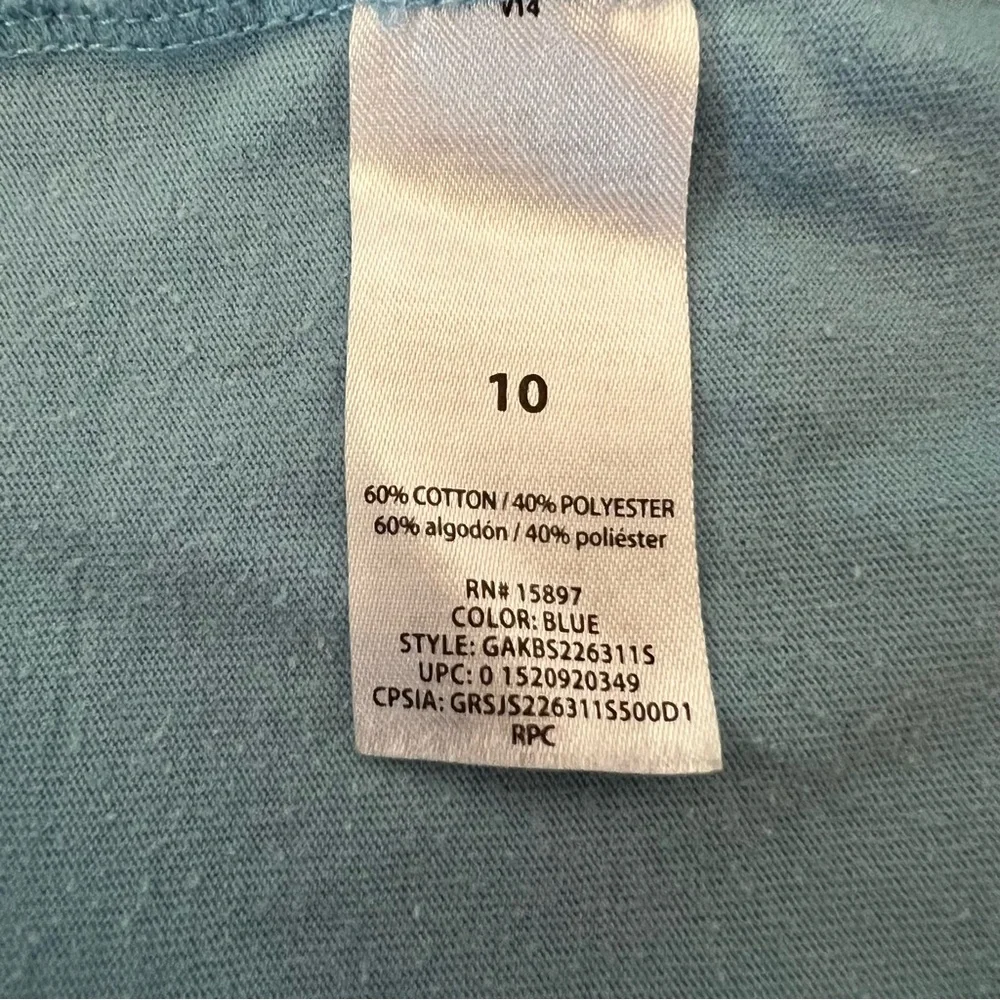 V14
10
60% COTTON / 40% POLYESTER
60% algodón / 40% poliéster
RN# 15897
COLOR: BLUE
STYLE: GAKBS226311S
UPC: 0 1520920349
CPSIA: GRSJS226311S500D1
RPC